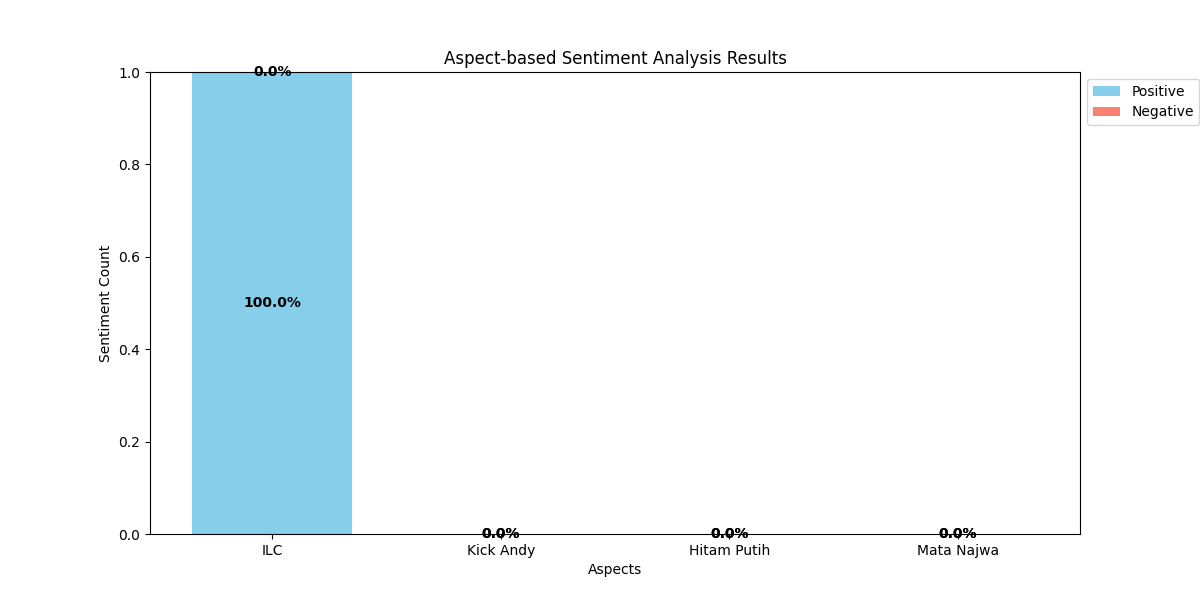 Aspect-based Sentiment Analysis Results
Positive
Negative
Sentiment Count
1.0
0.8
0.6
0.4
0.2
0.0
0.0%
100.0%
0.0% 0.0% 0.0%
ILC Kick Andy Hitam Putih Mata Najwa
Aspects